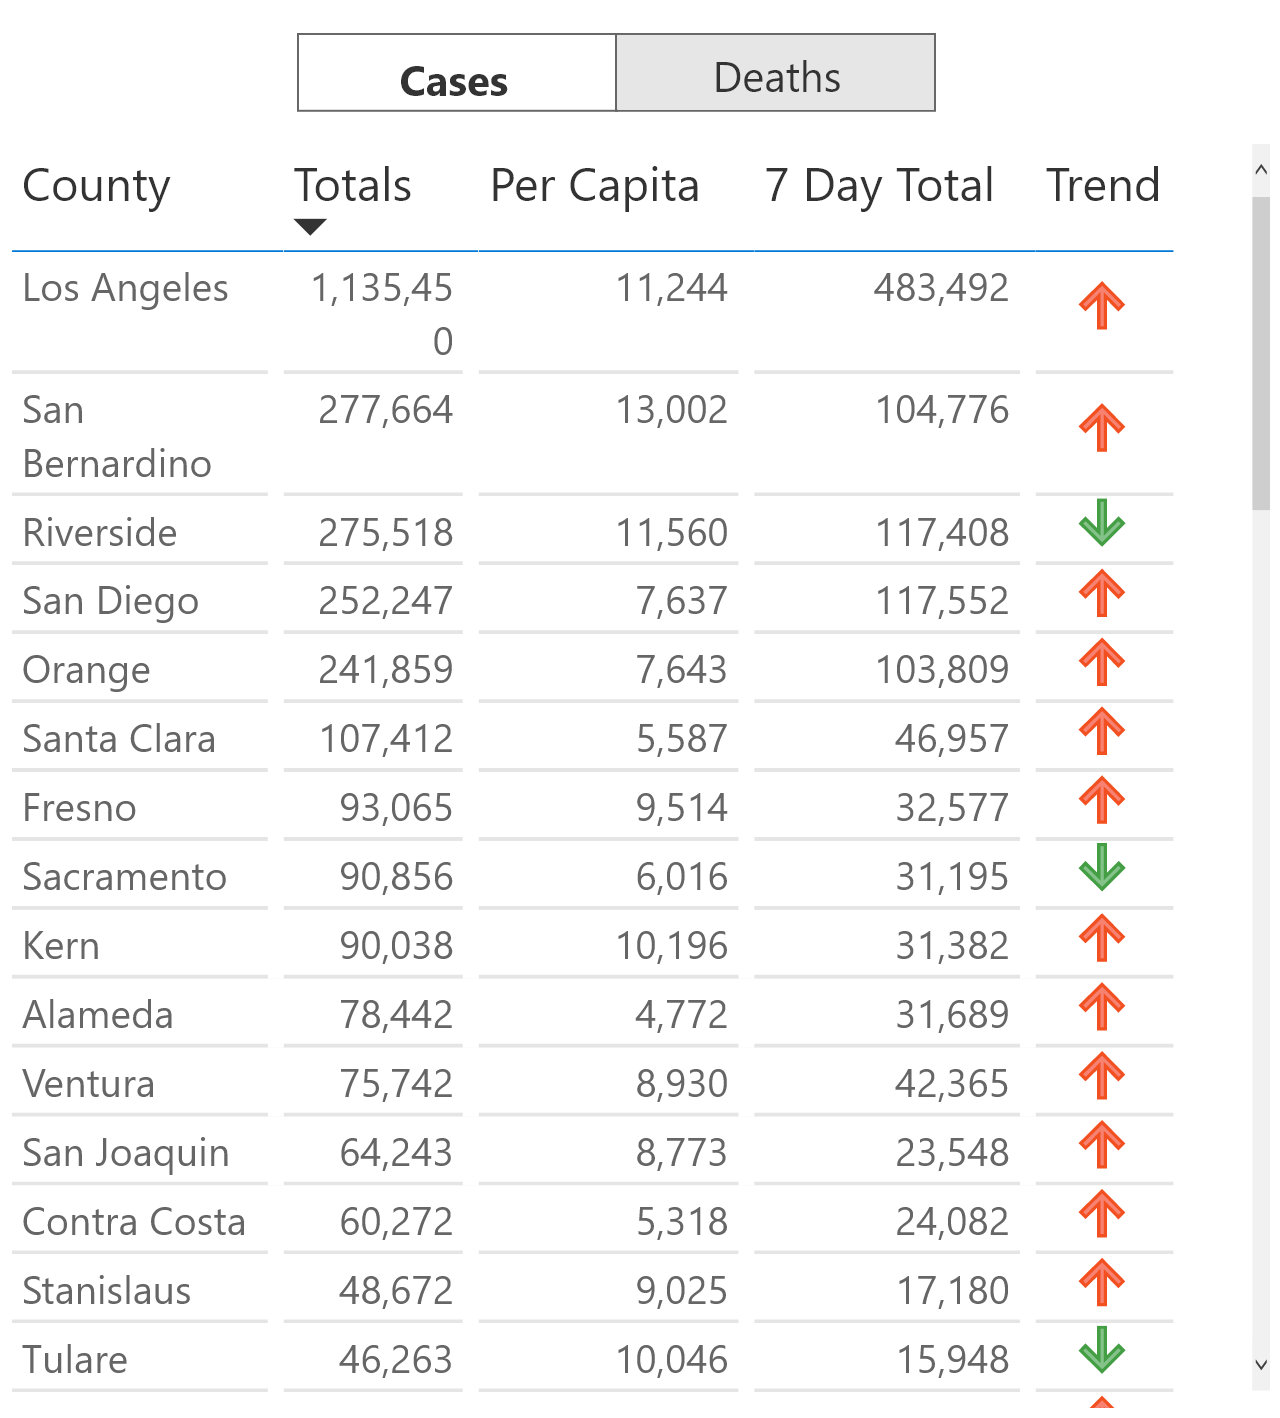 Cases Deaths
County Totals Per Capita 7 Day Total Trend
Los Angeles 1,135,45 11,244 483,492
0
San 277,664 13,002 104,776
Bernardino
Riverside 275,518 11,560 117,408
San Diego 252,247 7,637 117,552
Orange 241,859 7,643 103,809
Santa Clara 107,412 5,587 46,957
Fresno 93,065 9,514 32,577
Sacramento 90,856 6,016 31,195
Kern 90,038 10,196 31,382
Alameda 78,442 4,772 31,689
Ventura 75,742 8,930 42,365
San Joaquin 64,243 8,773 23,548
Contra Costa 60,272 5,318 24,082
Stanislaus 48,672 9,025 17,180
Tulare 46,263 10,046 15,948